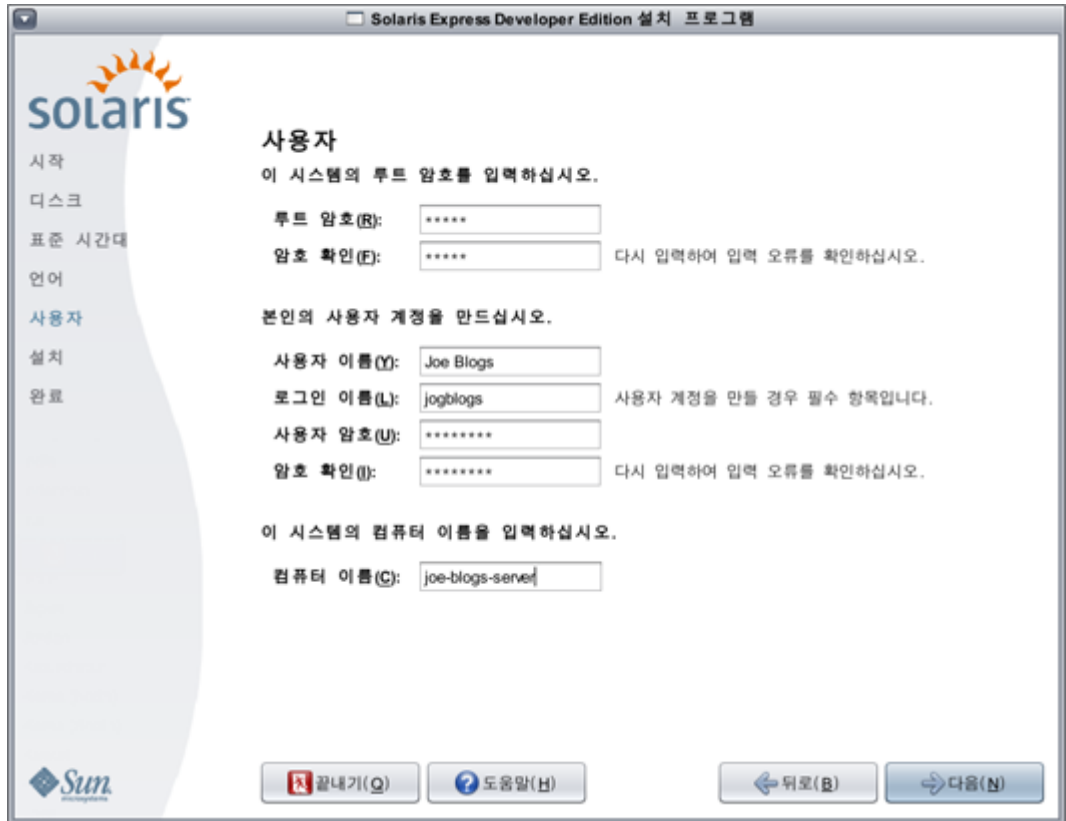 Solaris Express Developer Edition 설치 프로그램
solaris
시작
디스크
표준 시간대
언어
사용자
설치
완료
사용자
이 시스템의 루트 암호를 입력하십시오.
루트 암호(R): *****
암호 확인(F): ***** 다시 입력하여 입력 오류를 확인하십시오.
본인의 사용자 계정을 만드십시오.
사용자 이름(Y): Joe Blogs
로그인 이름(L): jogblogs 사용자 계정을 만들 경우 필수 항목입니다.
사용자 암호(U): ********
암호 확인(I): ******** 다시 입력하여 입력 오류를 확인하십시오.
이 시스템의 컴퓨터 이름을 입력하십시오.
컴퓨터 이름(C): joe-blogs-server
Sun
microsystems
끝내기(Q) 도움말(H) 뒤로(B) 다음(N)